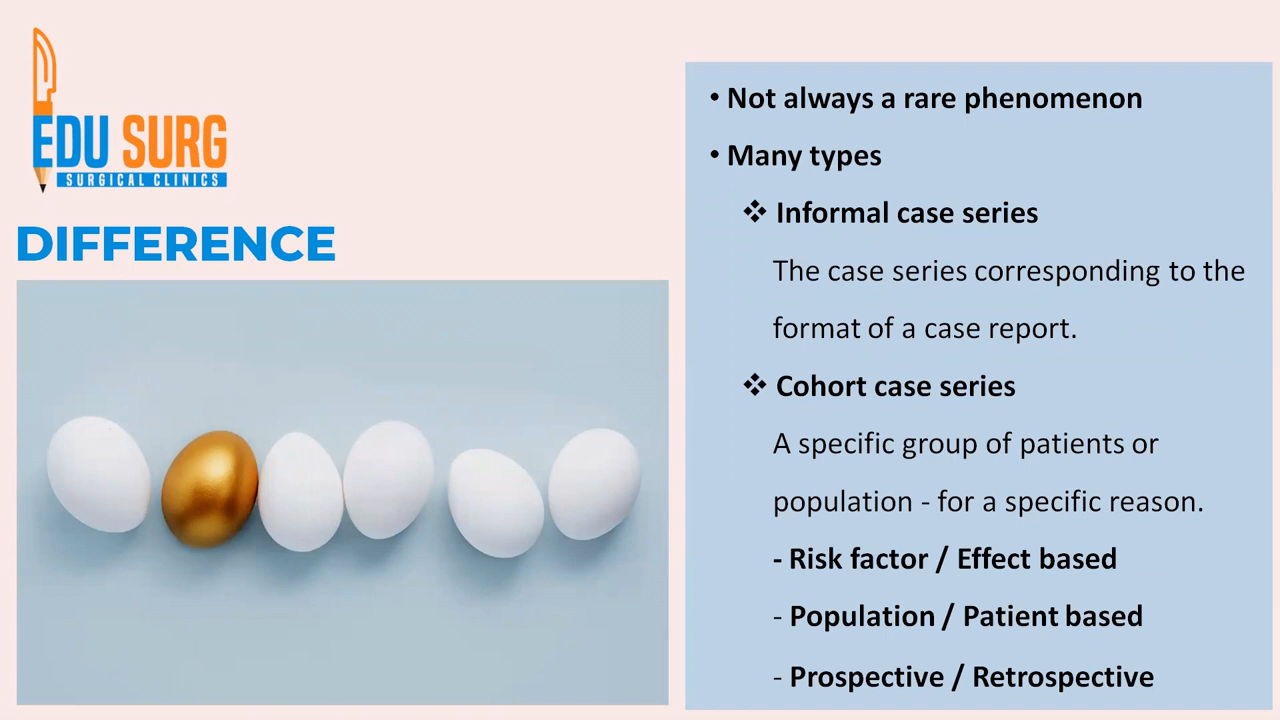 EDU SURG
SURGICAL CLINICS
DIFFERENCE
• Not always a rare phenomenon
• Many types
❖ Informal case series
The case series corresponding to the
format of a case report.
❖ Cohort case series
A specific group of patients or
population - for a specific reason.
- Risk factor / Effect based
- Population / Patient based
- Prospective / Retrospective